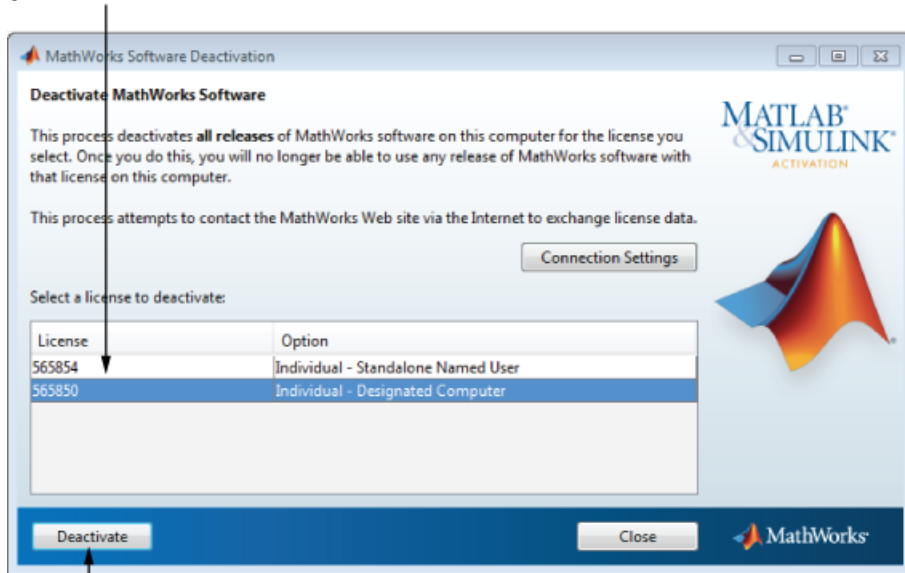 MathWorks Software Deactivation
Deactivate MathWorks Software
This process deactivates all releases of MathWorks software on this computer for the license you
select. Once you do this, you will no longer be able to use any release of MathWorks software with
that license on this computer.
This process attempts to contact the MathWorks Web site via the Internet to exchange license data.
MATLAB®
&SIMULINK®
ACTIVATION
Connection Settings
Select a license to deactivate:
License Option
565854 Individual - Standalone Named User
565850 Individual - Designated Computer
Deactivate Close MathWorks®